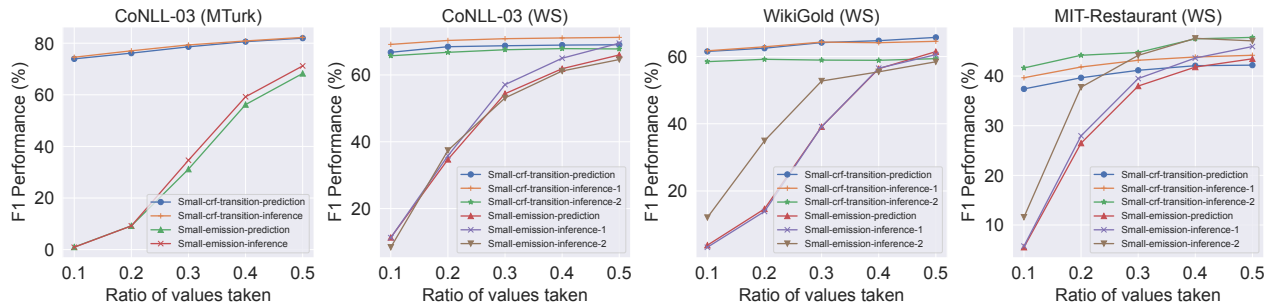 CoNLL-03 (MTurk)
F1 Performance (%)
80
60
40
20
0
0.1 0.2 0.3 0.4 0.5
Ratio of values taken
Small-crf-transition-prediction
Small-crf-transition-inference
Small-emission-prediction
Small-emission-inference
CoNLL-03 (WS)
F1 Performance (%)
60
40
20
0.1 0.2 0.3 0.4 0.5
Ratio of values taken
Small-crf-transition-prediction
Small-crf-transition-inference-1
Small-crf-transition-inference-2
Small-emission-prediction
Small-emission-inference-1
Small-emission-inference-2
WikiGold (WS)
F1 Performance (%)
60
40
20
0.1 0.2 0.3 0.4 0.5
Ratio of values taken
Small-crf-transition-prediction
Small-crf-transition-inference-1
Small-crf-transition-inference-2
Small-emission-prediction
Small-emission-inference-1
Small-emission-inference-2
MIT-Restaurant (WS)
F1 Performance (%)
40
30
20
10
0.1 0.2 0.3 0.4 0.5
Ratio of values taken
Small-crf-transition-prediction
Small-crf-transition-inference-1
Small-crf-transition-inference-2
Small-emission-prediction
Small-emission-inference-1
Small-emission-inference-2